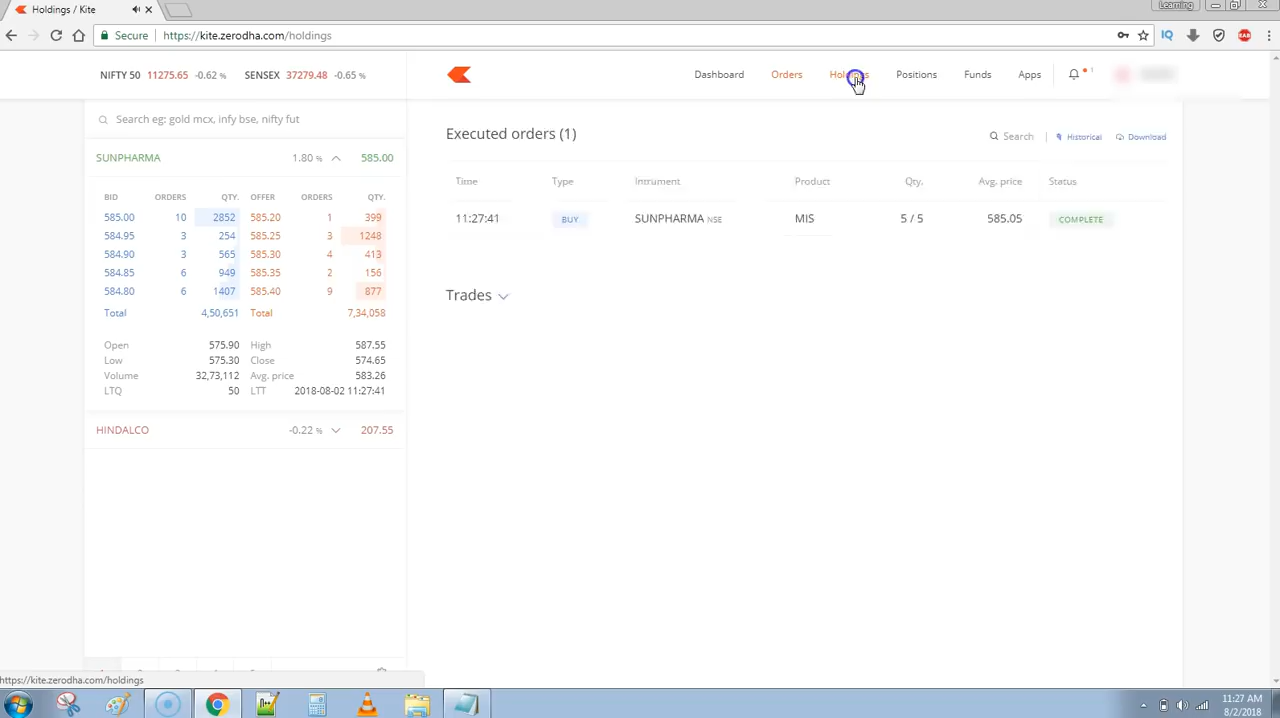 Holdings / Kite
Learning
Secure https://kite.zerodha.com/holdings
NIFTY 50 11275.65 -0.62 % SENSEX 37279.48 -0.65 %
Dashboard Orders Holdings Positions Funds Apps
Search eg: gold mcx, infy bse, nifty fut
SUNPHARMA 1.80 % 585.00
BID ORDERS QTY. OFFER ORDERS QTY.
585.00 10 2852 585.20 1 399
584.95 3 254 585.25 3 1248
584.90 3 565 585.30 4 413
584.85 6 949 585.35 2 156
584.80 6 1407 585.40 9 877
Total 4,50,651 Total 7,34,058
Open 575.90 High 587.55
Low 575.30 Close 574.65
Volume 32,73,112 Avg. price 583.26
LTQ 50 LTT 2018-08-02 11:27:41
HINDALCO -0.22 % 207.55
Executed orders (1)
Search Historical Download
Time Type Intrument Product Qty. Avg. price Status
11:27:41 BUY SUNPHARMA NSE MIS 5 / 5 585.05 COMPLETE
Trades
https://kite.zerodha.com/holdings
11:27 AM
8/2/2018